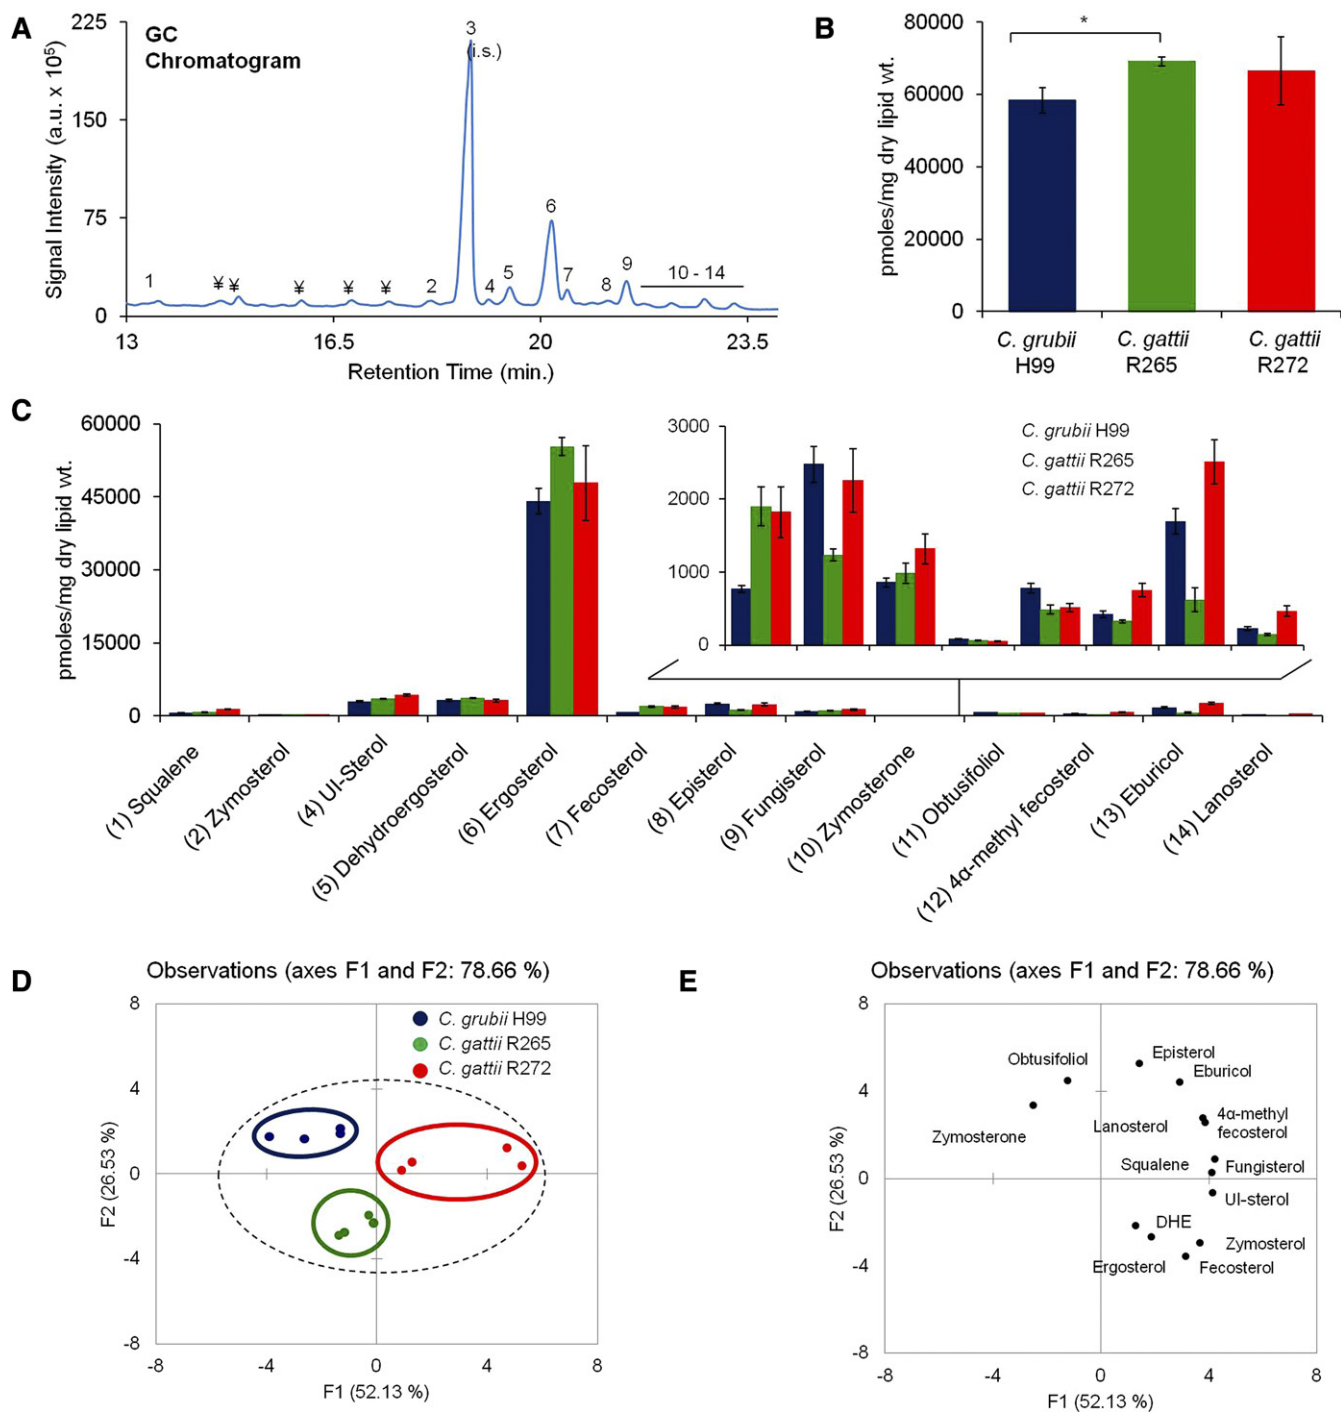 A
GC
Chromatogram
Signal Intensity (a.u. x 10⁵)
225
150
75
0
1
¥
¥
¥
¥
¥
2
3
(i.s.)
4
5
6
7
8
9
10 - 14
13
16.5
20
23.5
Retention Time (min.)
B
pmoles/mg dry lipid wt.
80000
60000
40000
20000
0
*
C. grubii
H99
C. gattii
R265
C. gattii
R272
C
pmoles/mg dry lipid wt.
60000
45000
30000
15000
0
3000
2000
1000
0
C. grubii H99
C. gattii R265
C. gattii R272
(1) Squalene
(2) Zymosterol
(4) UI-Sterol
(5) Dehydroergosterol
(6) Ergosterol
(7) Fecosterol
(8) Episterol
(9) Fungisterol
(10) Zymosterone
(11) Obtusifoliol
(12) 4α-methyl fecosterol
(13) Eburicol
(14) Lanosterol
D
Observations (axes F1 and F2: 78.66 %)
F2 (26.53 %)
8
4
0
-4
-8
C. grubii H99
C. gattii R265
C. gattii R272
-8
-4
0
4
8
F1 (52.13 %)
E
Observations (axes F1 and F2: 78.66 %)
F2 (26.53 %)
8
4
0
-4
-8
Obtusifoliol
Episterol
Eburicol
Zymosterone
Lanosterol
4α-methyl
fecosterol
Squalene
Fungisterol
UI-sterol
DHE
Zymosterol
Ergosterol
Fecosterol
-8
-4
0
4
8
F1 (52.13 %)